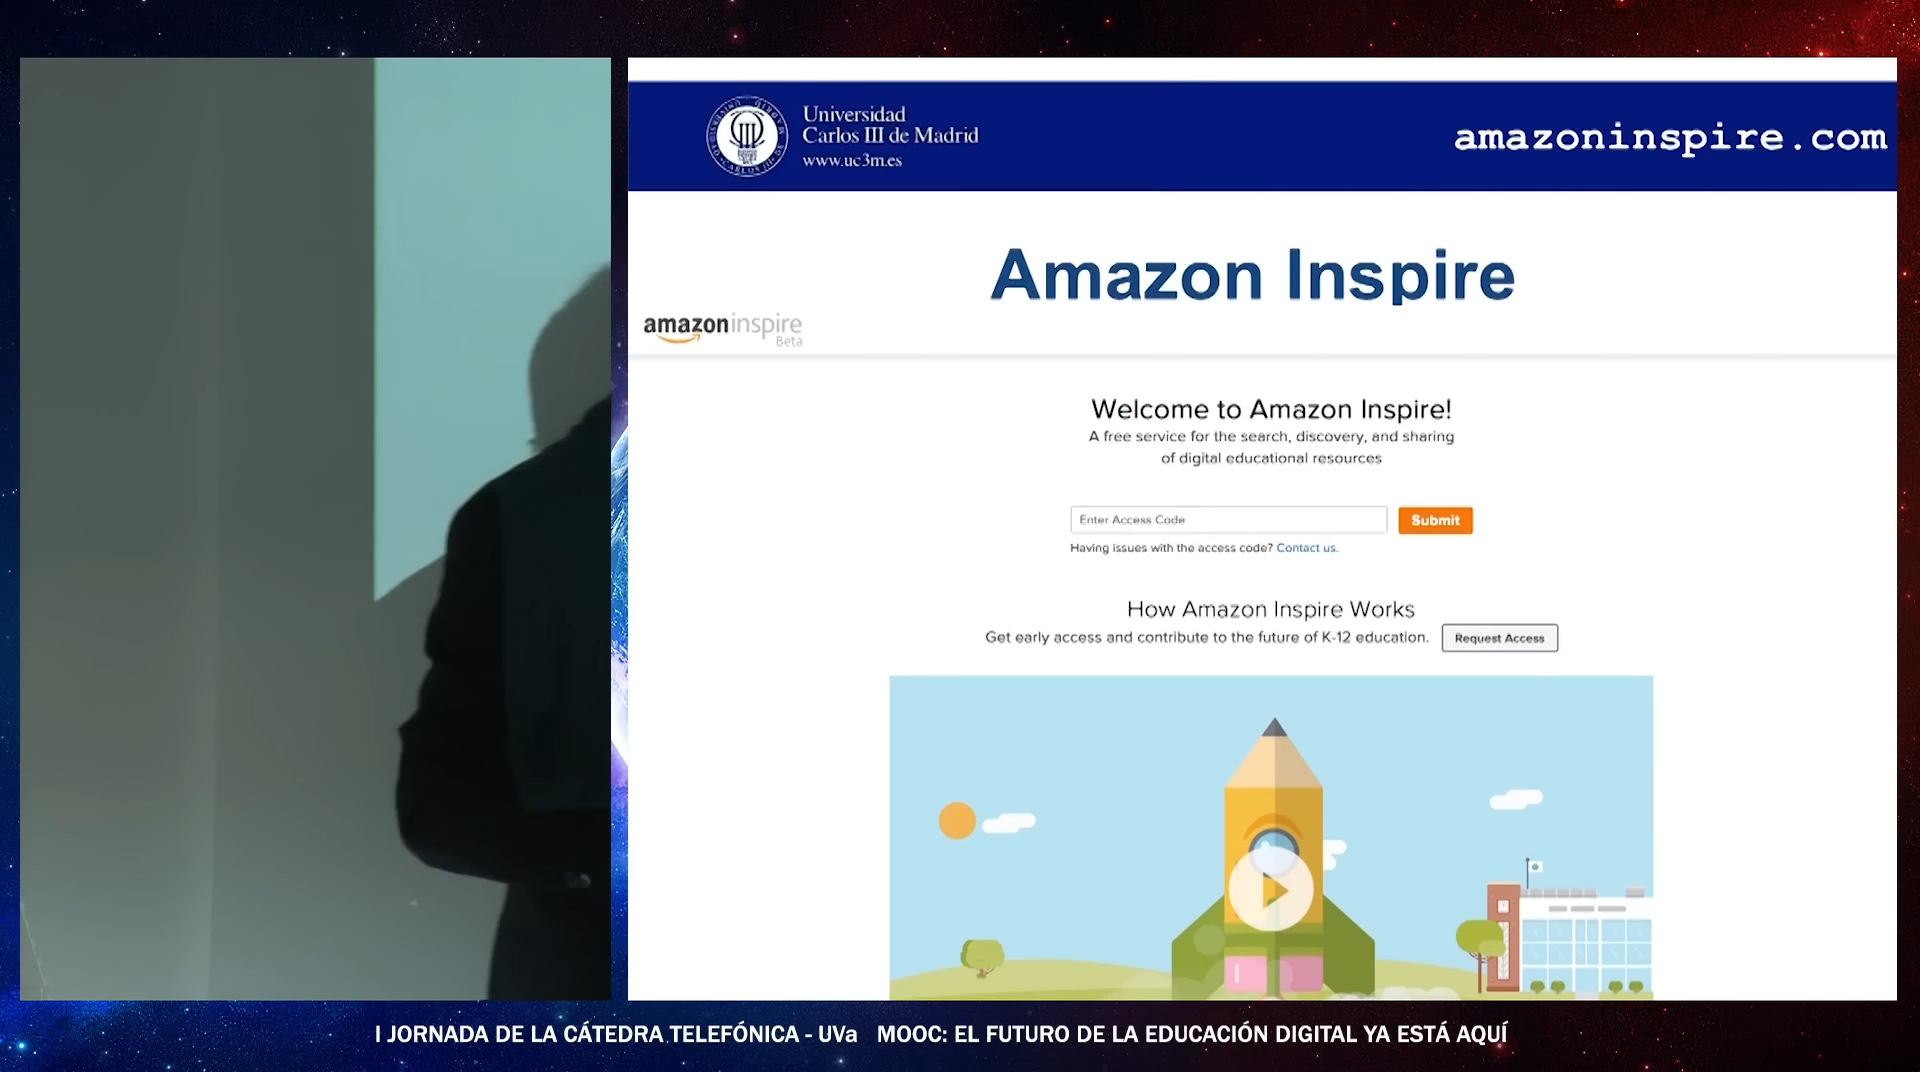 Universidad
Carlos III de Madrid
www.uc3m.es
amazoninspire.com
Amazon Inspire
amazoninspire
Beta
Welcome to Amazon Inspire!
A free service for the search, discovery, and sharing
of digital educational resources
Enter Access Code
Submit
Having issues with the access code? Contact us.
How Amazon Inspire Works
Get early access and contribute to the future of K-12 education.
Request Access
I JORNADA DE LA CÁTEDRA TELEFÓNICA - UVa MOOC: EL FUTURO DE LA EDUCACIÓN DIGITAL YA ESTÁ AQUÍ